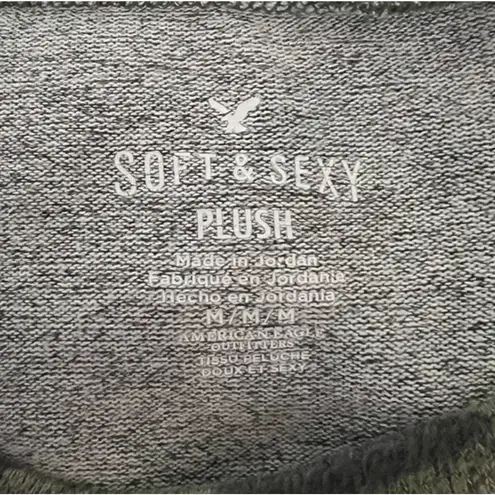 SOFT & SEXY
PLUSH
Made in Jordan
Fabriqué en Jordanie
Hecho en Jordania
M/M/M
AMERICAN EAGLE
OUTFITTERS
TISSU PELUCHE
DOUX ET SEXY